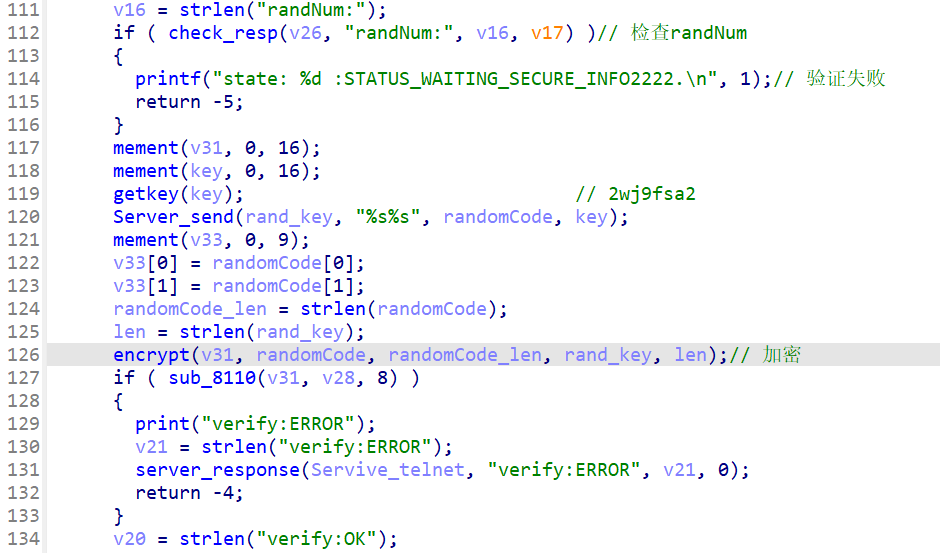 111 v16 = strlen("randNum:");
112 if ( check_resp(v26, "randNum:", v16, v17) )// 检查randNum
113 {
114 printf("state: %d :STATUS_WAITING_SECURE_INFO2222.\n", 1);// 验证失败
115 return -5;
116 }
117 mement(v31, 0, 16);
118 mement(key, 0, 16);
119 getkey(key); // 2wj9fsa2
120 Server_send(rand_key, "%s%s", randomCode, key);
121 mement(v33, 0, 9);
122 v33[0] = randomCode[0];
123 v33[1] = randomCode[1];
124 randomCode_len = strlen(randomCode);
125 len = strlen(rand_key);
126 encrypt(v31, randomCode, randomCode_len, rand_key, len);// 加密
127 if ( sub_8110(v31, v28, 8) )
128 {
129 print("verify:ERROR");
130 v21 = strlen("verify:ERROR");
131 server_response(Servive_telnet, "verify:ERROR", v21, 0);
132 return -4;
133 }
134 v20 = strlen("verify:OK");